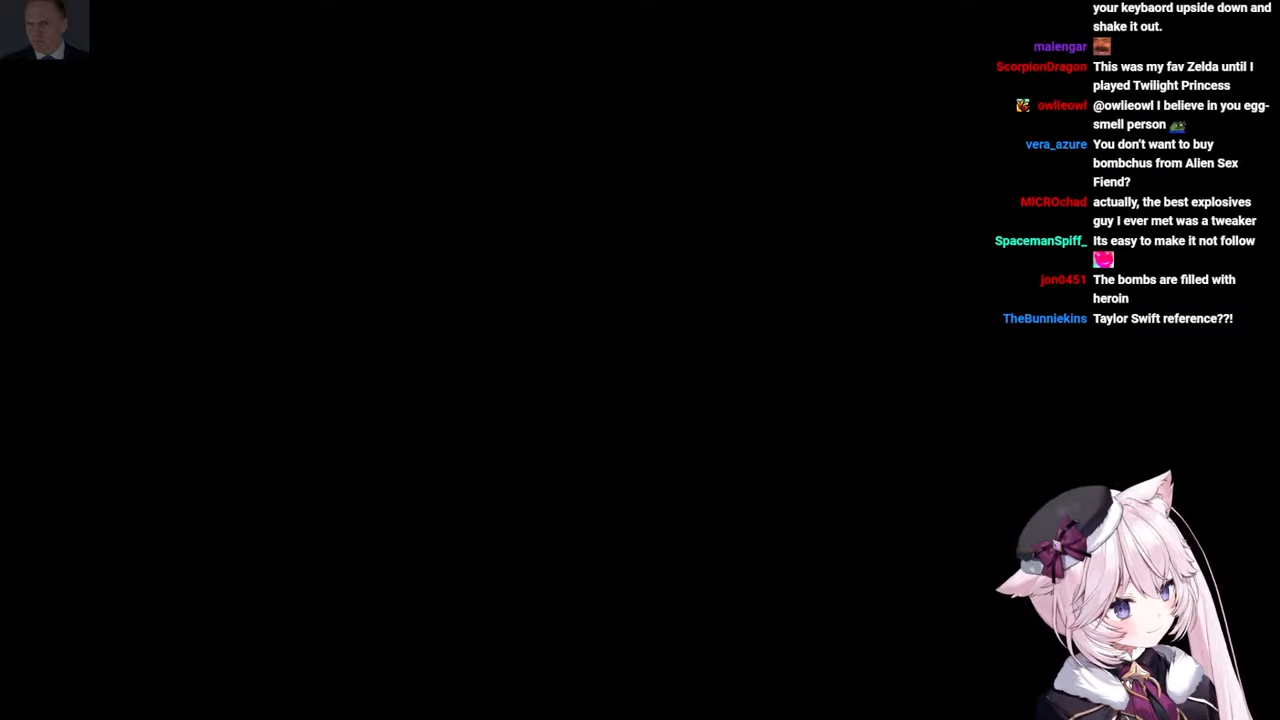 your keybaord upside down and
shake it out.
malengar
ScorpionDragon This was my fav Zelda until I
played Twilight Princess
owlieowl @owlieowl I believe in you egg-
smell person
vera_azure You don't want to buy
bombchus from Alien Sex
Fiend?
MICROchad actually, the best explosives
guy I ever met was a tweaker
SpacemanSpiff_ Its easy to make it not follow
jon0451 The bombs are filled with
heroin
TheBunniekins Taylor Swift reference??!